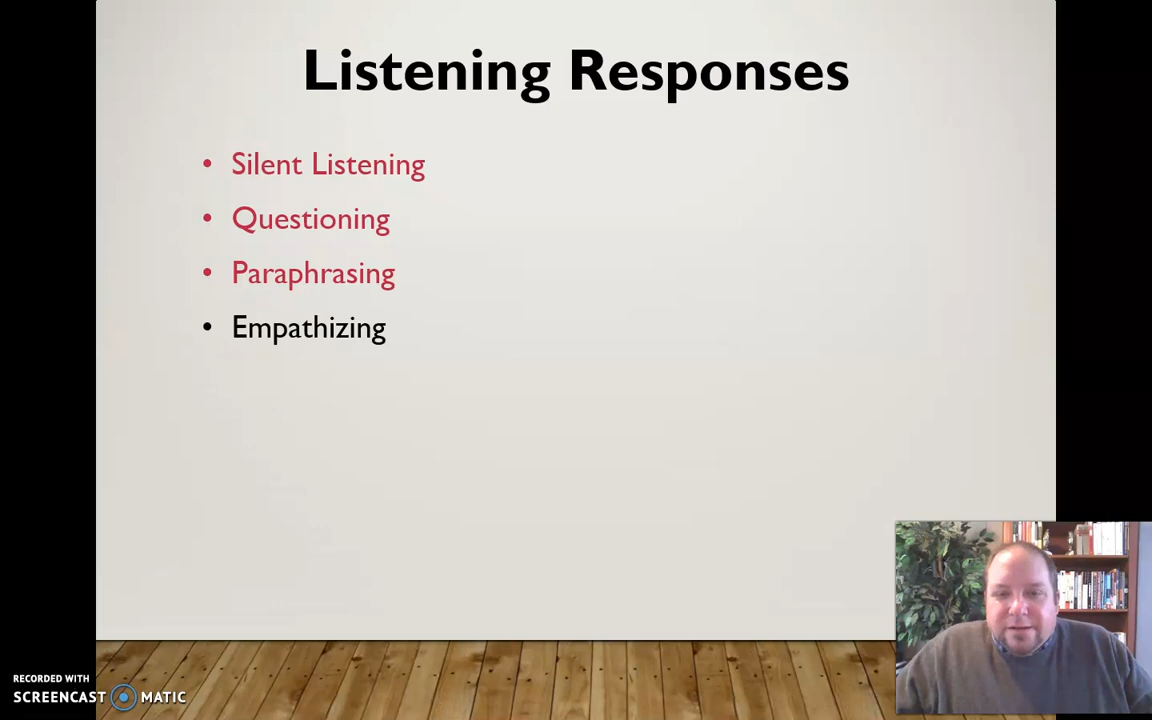 Listening Responses
• Silent Listening
• Questioning
• Paraphrasing
• Empathizing
RECORDED WITH
SCREENCAST MATIC